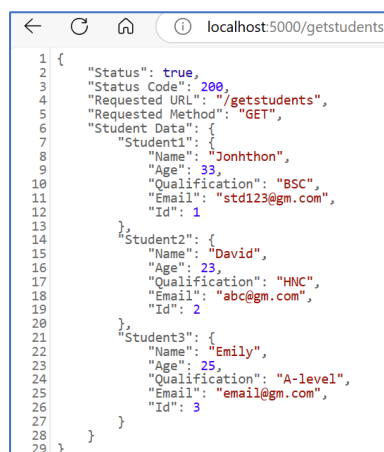 localhost:5000/getstudents
1 {
2 "Status": true,
3 "Status Code": 200,
4 "Requested URL": "/getstudents",
5 "Requested Method": "GET",
6 "Student Data": {
7 "Student1": {
8 "Name": "Jonhthon",
9 "Age": 33,
10 "Qualification": "BSC",
11 "Email": "std123@gm.com",
12 "Id": 1
13 },
14 "Student2": {
15 "Name": "David",
16 "Age": 23,
17 "Qualification": "HNC",
18 "Email": "abc@gm.com",
19 "Id": 2
20 },
21 "Student3": {
22 "Name": "Emily",
23 "Age": 25,
24 "Qualification": "A-level",
25 "Email": "email@gm.com",
26 "Id": 3
27 }
28 }
29 }